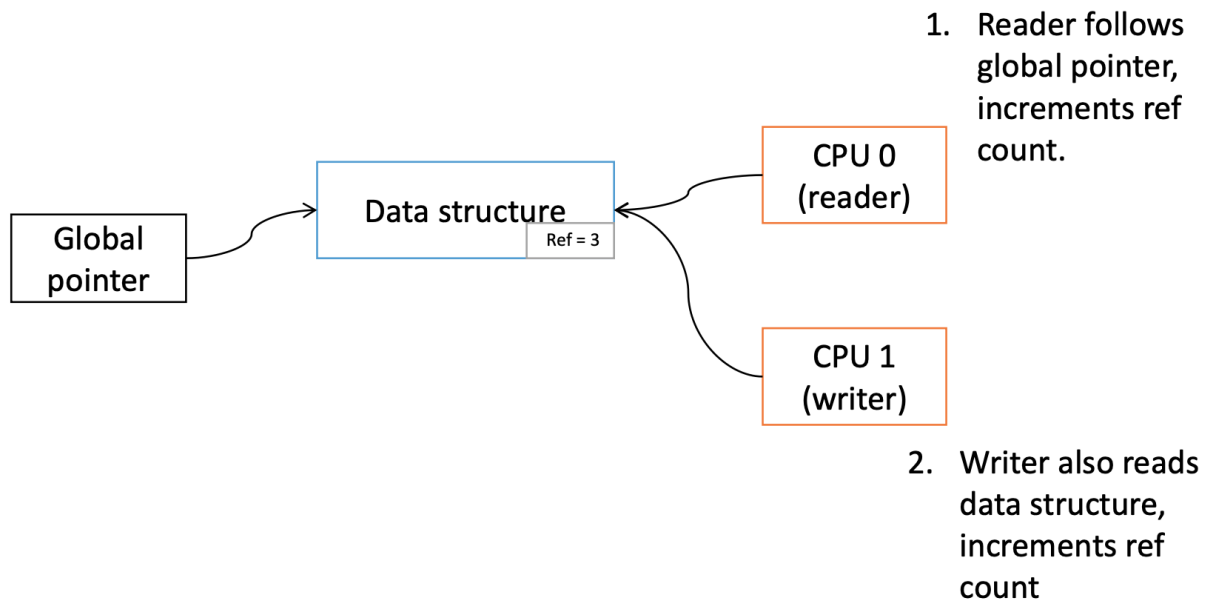 1. Reader follows
global pointer,
increments ref
count.
CPU 0
(reader)
Data structure
Ref = 3
Global
pointer
CPU 1
(writer)
2. Writer also reads
data structure,
increments ref
count